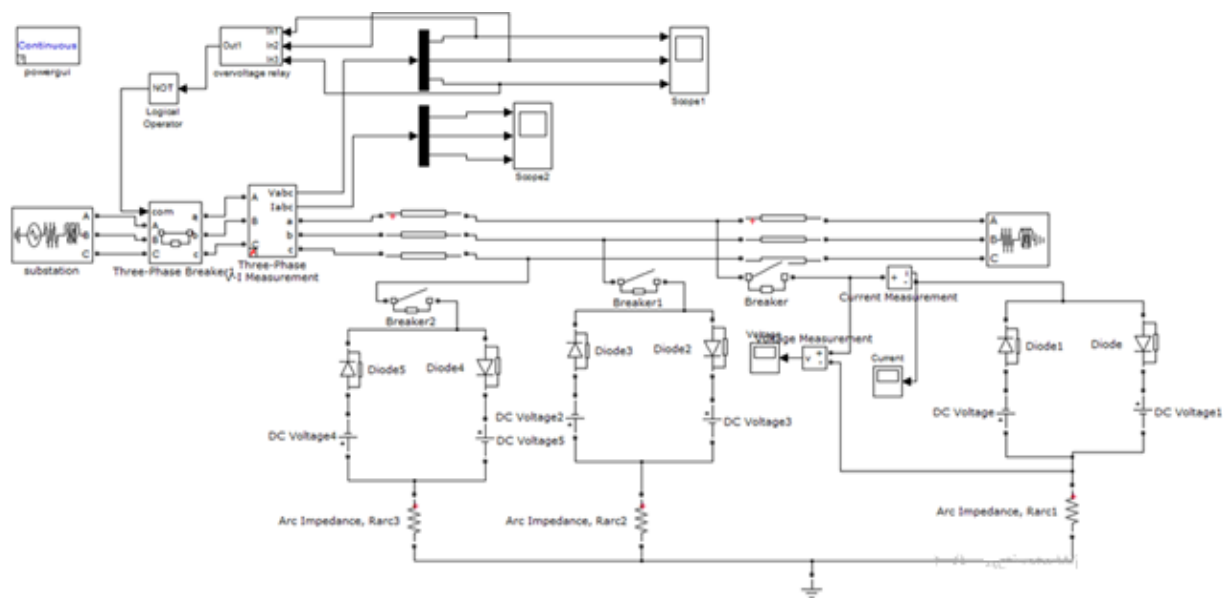 Continuous
powergui
Out1
In1
In2
In3
overvoltage relay
NOT
Logical
Operator
Scope1
Scope2
A
B
C
substation
com
A
B
C
a
b
c
Three-Phase Breaker1
A
B
C
Vabc
Iabc
a
b
c
Three-Phase
V-I Measurement
A
B
C
Breaker2
Breaker1
Breaker
+
-
i
Current Measurement
Voltage
Voltage Measurement
v
+
-
Current
Diode5
Diode4
Diode3
Diode2
Diode1
Diode
DC Voltage4
+
DC Voltage5
+
DC Voltage2
+
DC Voltage3
+
DC Voltage
+
DC Voltage1
+
Arc Impedance, Rarc3
Arc Impedance, Rarc2
Arc Impedance, Rarc1